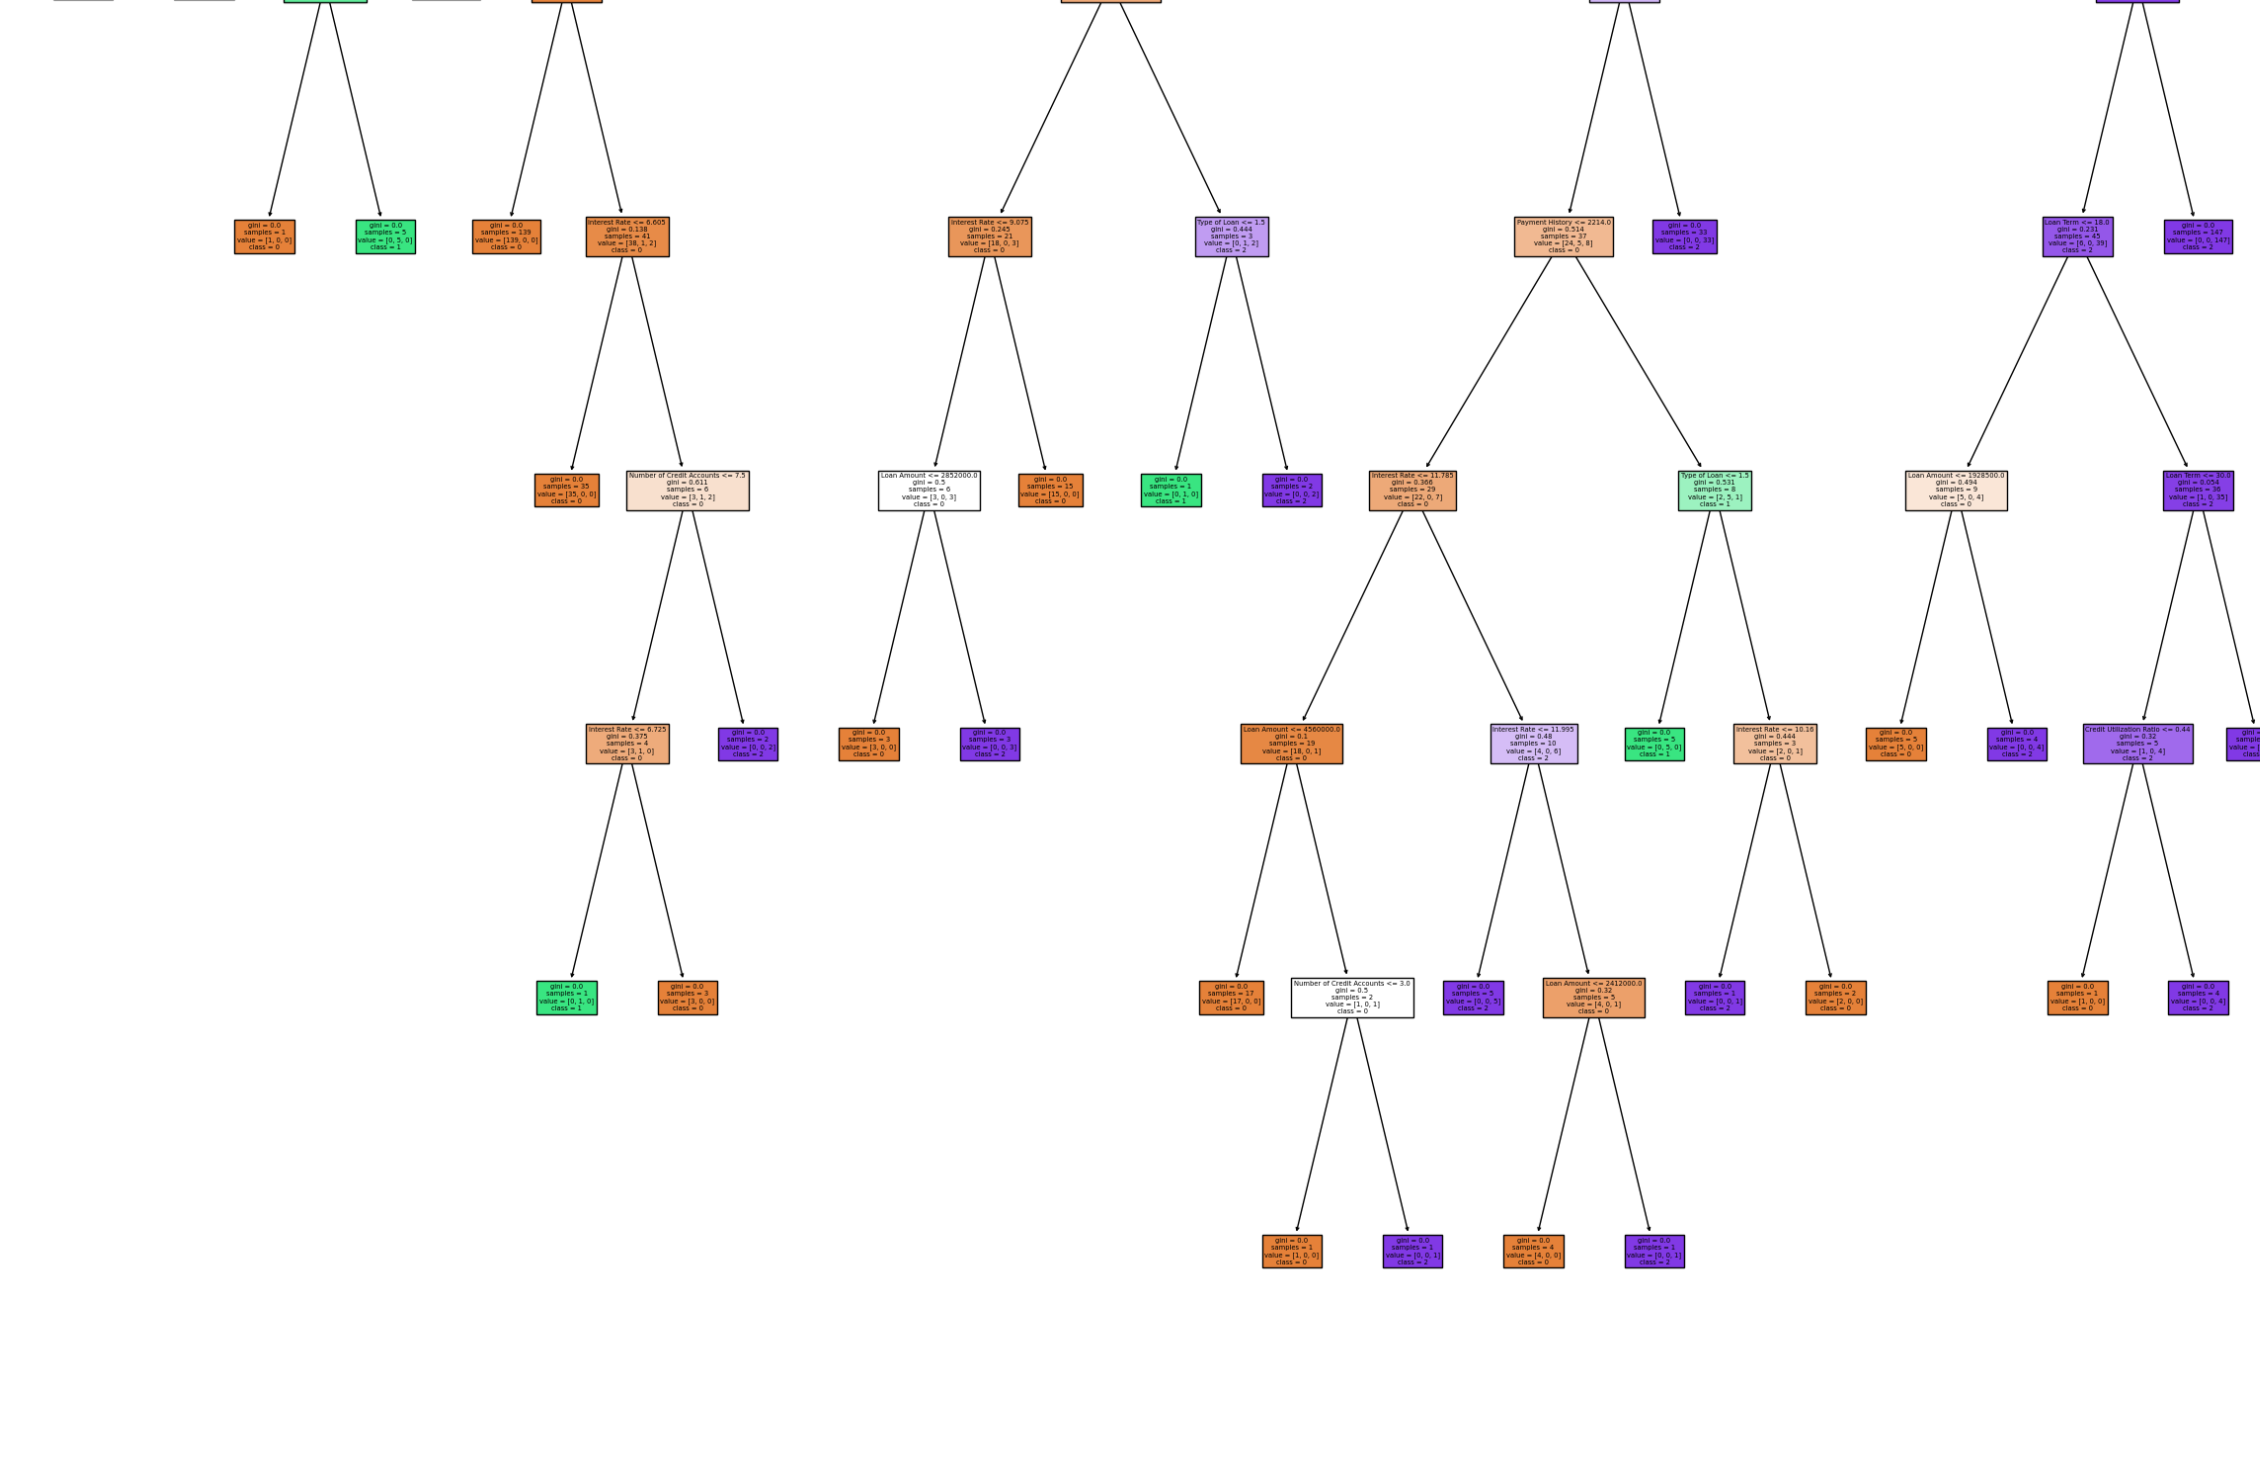 gini = 0.0
samples = 1
value = [1, 0, 0]
class = 0
gini = 0.0
samples = 5
value = [0, 5, 0]
class = 1
gini = 0.0
samples = 139
value = [139, 0, 0]
class = 0
Interest Rate <= 6.605
gini = 0.138
samples = 41
value = [38, 1, 2]
class = 0
Interest Rate <= 9.075
gini = 0.245
samples = 21
value = [18, 0, 3]
class = 0
Type of Loan <= 1.5
gini = 0.444
samples = 3
value = [0, 1, 2]
class = 2
Payment History <= 2214.0
gini = 0.514
samples = 37
value = [24, 5, 8]
class = 0
gini = 0.0
samples = 33
value = [0, 0, 33]
class = 2
Loan Term <= 18.0
gini = 0.231
samples = 45
value = [6, 0, 39]
class = 2
gini = 0.0
samples = 147
value = [0, 0, 147]
class = 2
gini = 0.0
samples = 35
value = [35, 0, 0]
class = 0
Number of Credit Accounts <= 7.5
gini = 0.611
samples = 6
value = [3, 1, 2]
class = 0
Loan Amount <= 2852000.0
gini = 0.5
samples = 6
value = [3, 0, 3]
class = 0
gini = 0.0
samples = 15
value = [15, 0, 0]
class = 0
gini = 0.0
samples = 1
value = [0, 1, 0]
class = 1
gini = 0.0
samples = 2
value = [0, 0, 2]
class = 2
Interest Rate <= 11.785
gini = 0.366
samples = 29
value = [22, 0, 7]
class = 0
Type of Loan <= 1.5
gini = 0.531
samples = 8
value = [2, 5, 1]
class = 1
Loan Amount <= 1928500.0
gini = 0.494
samples = 9
value = [5, 0, 4]
class = 0
Loan Term <= 30.0
gini = 0.054
samples = 36
value = [1, 0, 35]
class = 2
Interest Rate <= 6.725
gini = 0.375
samples = 4
value = [3, 1, 0]
class = 0
gini = 0.0
samples = 2
value = [0, 0, 2]
class = 2
gini = 0.0
samples = 3
value = [3, 0, 0]
class = 0
gini = 0.0
samples = 3
value = [0, 0, 3]
class = 2
Loan Amount <= 4560000.0
gini = 0.1
samples = 19
value = [18, 0, 1]
class = 0
Interest Rate <= 11.995
gini = 0.48
samples = 10
value = [4, 0, 6]
class = 2
gini = 0.0
samples = 5
value = [0, 5, 0]
class = 1
Interest Rate <= 10.16
gini = 0.444
samples = 3
value = [2, 0, 1]
class = 0
gini = 0.0
samples = 5
value = [5, 0, 0]
class = 0
gini = 0.0
samples = 4
value = [0, 0, 4]
class = 2
Credit Utilization Ratio <= 0.44
gini = 0.32
samples = 5
value = [1, 0, 4]
class = 2
gini = 0.0
samples = 1
value = [0, 1, 0]
class = 1
gini = 0.0
samples = 3
value = [3, 0, 0]
class = 0
gini = 0.0
samples = 17
value = [17, 0, 0]
class = 0
Number of Credit Accounts <= 3.0
gini = 0.5
samples = 2
value = [1, 0, 1]
class = 0
gini = 0.0
samples = 5
value = [0, 0, 5]
class = 2
Loan Amount <= 2412000.0
gini = 0.32
samples = 5
value = [4, 0, 1]
class = 0
gini = 0.0
samples = 1
value = [0, 0, 1]
class = 2
gini = 0.0
samples = 2
value = [2, 0, 0]
class = 0
gini = 0.0
samples = 1
value = [1, 0, 0]
class = 0
gini = 0.0
samples = 4
value = [0, 0, 4]
class = 2
gini = 0.0
samples = 1
value = [1, 0, 0]
class = 0
gini = 0.0
samples = 1
value = [0, 0, 1]
class = 2
gini = 0.0
samples = 4
value = [4, 0, 0]
class = 0
gini = 0.0
samples = 1
value = [0, 0, 1]
class = 2